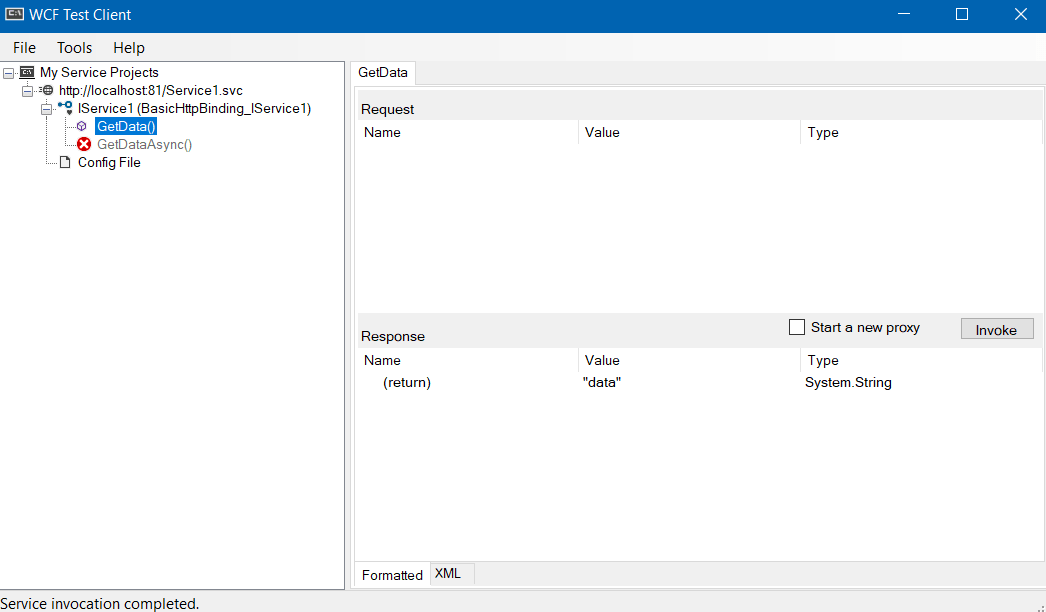 WCF Test Client
File Tools Help
My Service Projects
http://localhost:81/Service1.svc
IService1 (BasicHttpBinding_IService1)
GetData()
GetDataAsync()
Config File
GetData
Request
Name Value Type
Response
Start a new proxy
Invoke
Name Value Type
(return) "data" System.String
Formatted XML
Service invocation completed.